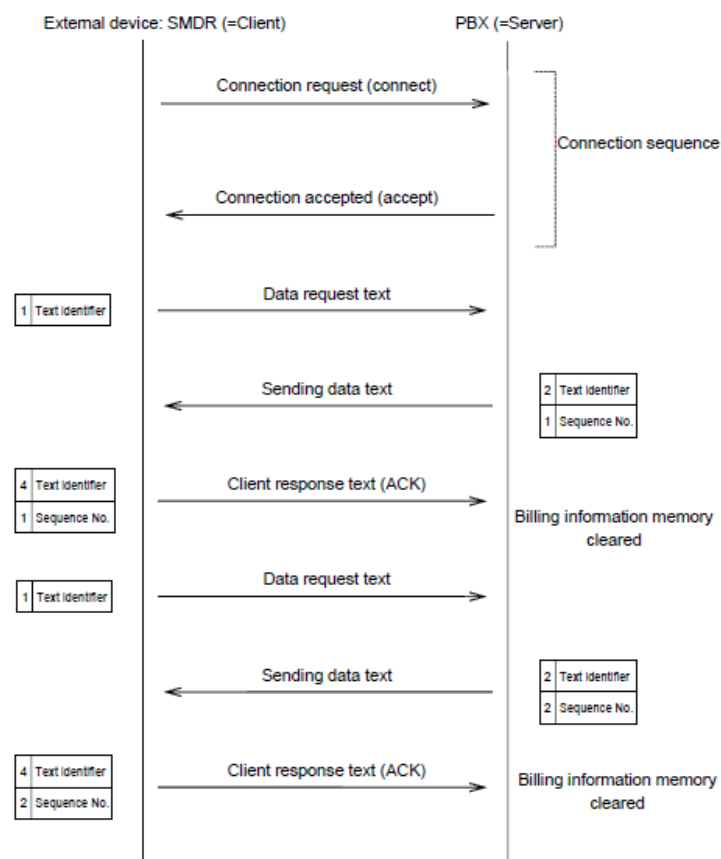 External device: SMDR (=Client)
PBX (=Server)
Connection request (connect)
Connection sequence
Connection accepted (accept)
Data request text
1 Text Identifier
Sending data text
2 Text Identifier
1 Sequence No.
4 Text Identifier
1 Sequence No.
Client response text (ACK)
Billing information memory
cleared
Data request text
1 Text Identifier
Sending data text
2 Text Identifier
2 Sequence No.
4 Text Identifier
2 Sequence No.
Client response text (ACK)
Billing information memory
cleared